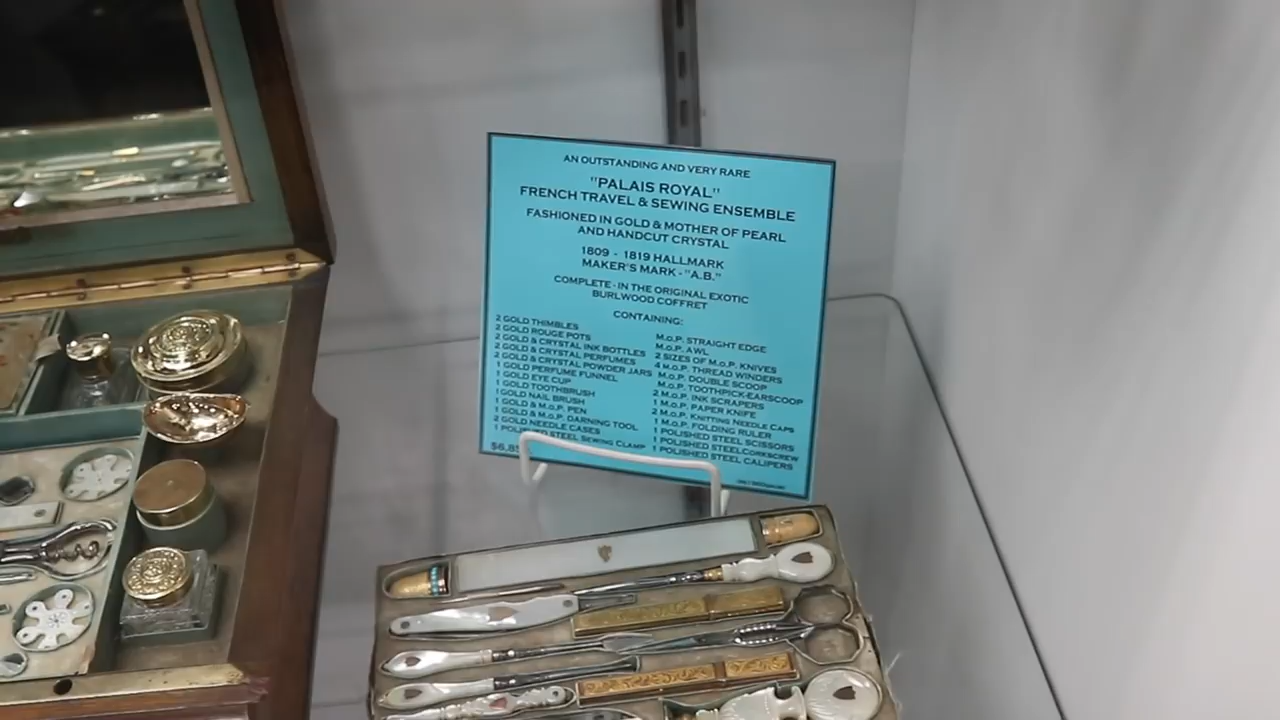 AN OUTSTANDING AND VERY RARE
"PALAIS ROYAL"
FRENCH TRAVEL & SEWING ENSEMBLE
FASHIONED IN GOLD & MOTHER OF PEARL
AND HANDCUT CRYSTAL
1809 - 1819 HALLMARK
MAKER'S MARK - "A.B."
COMPLETE - IN THE ORIGINAL EXOTIC
BURLWOOD COFFRET
CONTAINING:
2 GOLD THIMBLES
2 GOLD ROUGE POTS
2 GOLD & CRYSTAL INK BOTTLES
2 GOLD & CRYSTAL PERFUMES
2 GOLD & CRYSTAL POWDER JARS
1 GOLD PERFUME FUNNEL
1 GOLD EYE CUP
1 GOLD TOOTHBRUSH
1 GOLD NAIL BRUSH
1 GOLD & M.O.P. PEN
1 GOLD & M.O.P. DARNING TOOL
2 GOLD NEEDLE CASES
1 STEEL SEWING CLAMP
M.O.P. STRAIGHT EDGE
M.O.P. AWL
2 SIZES OF M.O.P. KNIVES
4 M.O.P. THREAD WINDERS
M.O.P. DOUBLE SCOOP
M.O.P. TOOTHPICK-EARSCOOP
2 M.O.P. INK SCRAPERS
1 M.O.P. PAPER KNIFE
2 M.O.P. KNITTING NEEDLE CAPS
1 M.O.P. FOLDING RULER
1 POLISHED STEEL SCISSORS
1 POLISHED STEEL CORKSCREW
1 POLISHED STEEL CALIPERS